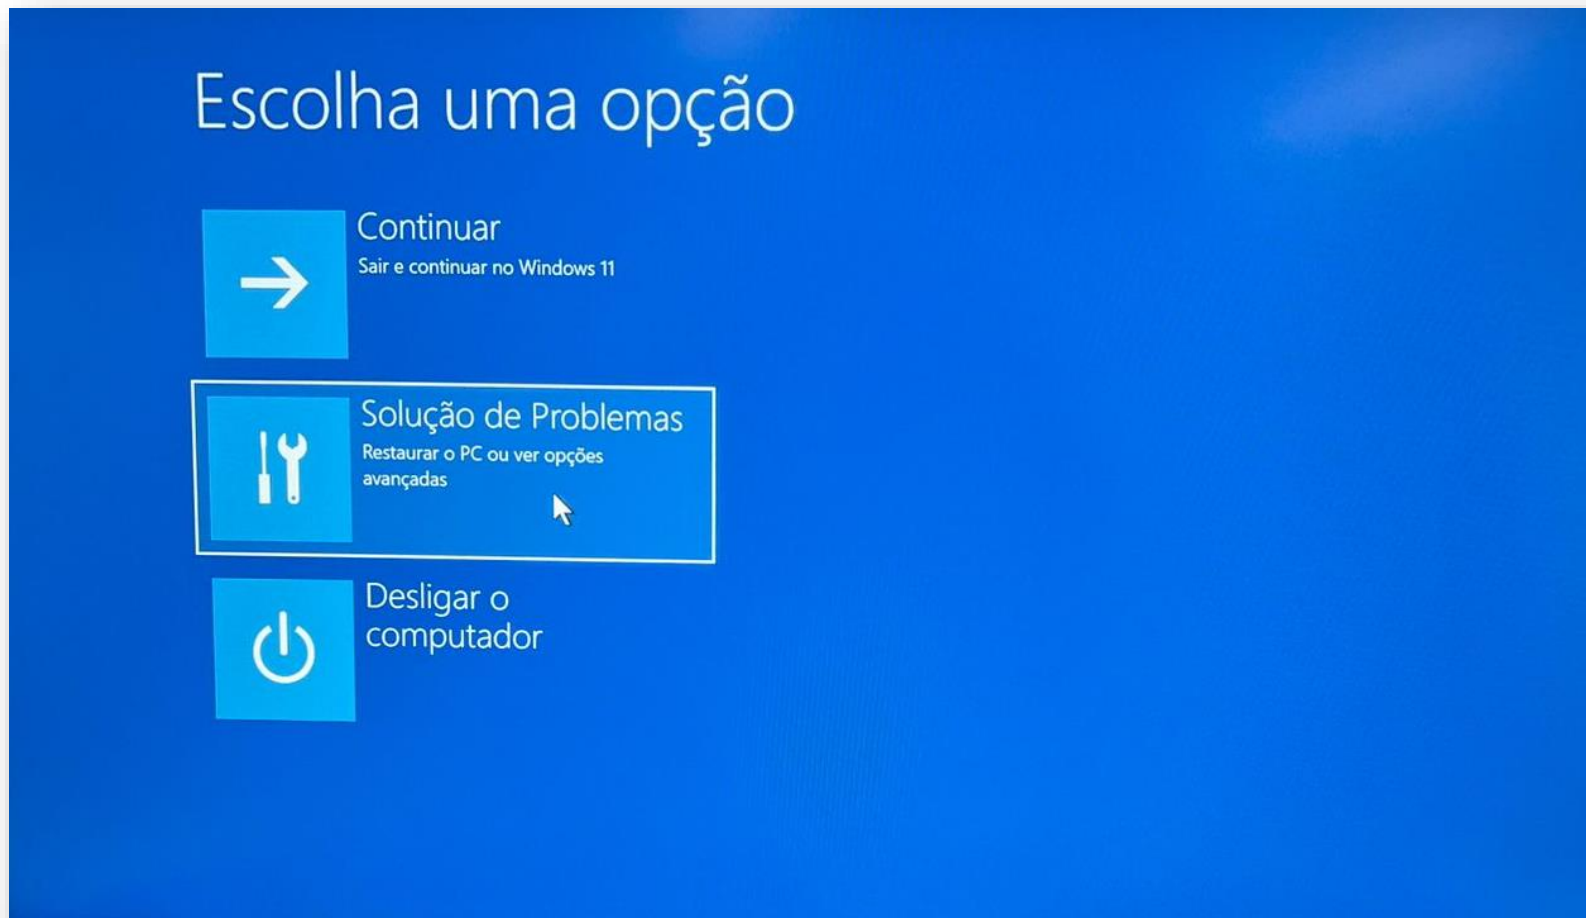 Escolha uma opção
Continuar
Sair e continuar no Windows 11
Solução de Problemas
Restaurar o PC ou ver opções
avançadas
Desligar o
computador